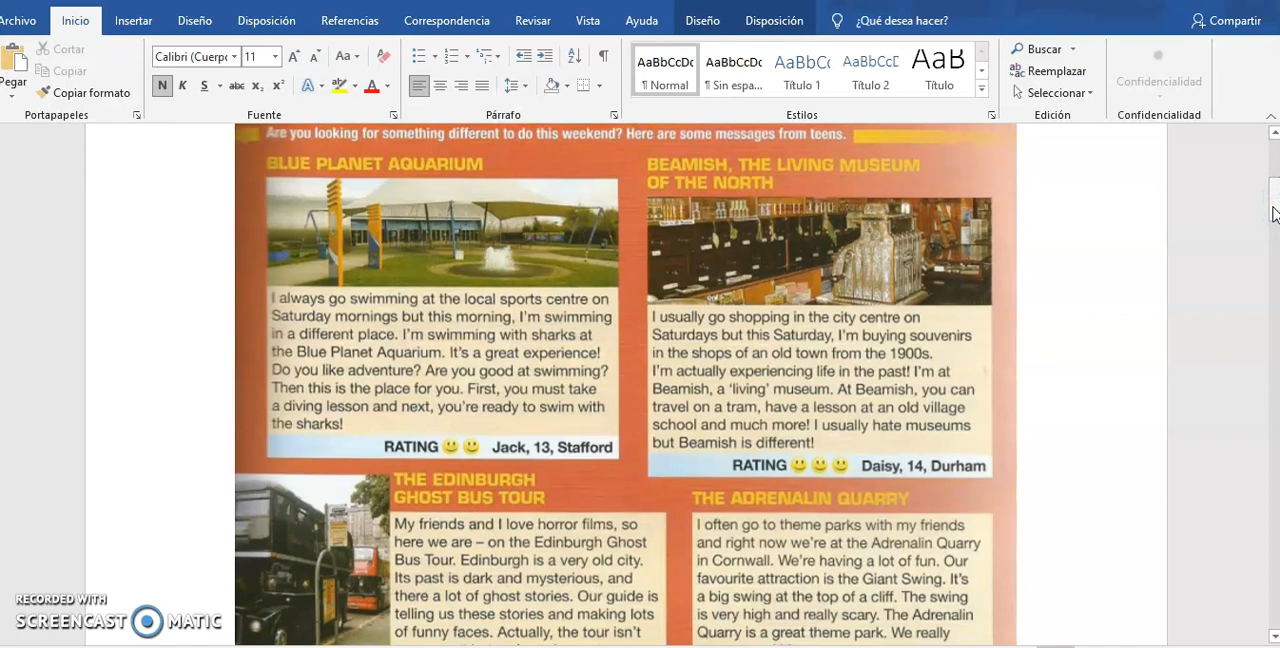 Archivo Inicio Insertar Diseño Disposición Referencias Correspondencia Revisar Vista Ayuda Diseño Disposición ¿Qué desea hacer? Compartir
Pegar
Cortar
Copiar
Copiar formato
Portapapeles
Calibri (Cuerpo 11
Aa
N K S abc x₂ x² A A
Fuente
Párrafo
AaBbCcDc AaBbCcDc AaBbCc AaBbCcD AaB
¶ Normal ¶ Sin espa... Título 1 Título 2 Título
Estilos
Buscar
Reemplazar
Seleccionar
Edición
Confidencialidad
Confidencialidad
Are you looking for something different to do this weekend? Here are some messages from teens.
BLUE PLANET AQUARIUM
I always go swimming at the local sports centre on
Saturday mornings but this morning, I'm swimming
in a different place. I'm swimming with sharks at
the Blue Planet Aquarium. It's a great experience!
Do you like adventure? Are you good at swimming?
Then this is the place for you. First, you must take
a diving lesson and next, you're ready to swim with
the sharks!
RATING Jack, 13, Stafford
BEAMISH, THE LIVING MUSEUM
OF THE NORTH
I usually go shopping in the city centre on
Saturdays but this Saturday, I'm buying souvenirs
in the shops of an old town from the 1900s.
I'm actually experiencing life in the past! I'm at
Beamish, a 'living' museum. At Beamish, you can
travel on a tram, have a lesson at an old village
school and much more! I usually hate museums
but Beamish is different!
RATING Daisy, 14, Durham
THE EDINBURGH
GHOST BUS TOUR
My friends and I love horror films, so
here we are – on the Edinburgh Ghost
Bus Tour. Edinburgh is a very old city.
Its past is dark and mysterious, and
there a lot of ghost stories. Our guide is
telling us these stories and making lots
of funny faces. Actually, the tour isn't
THE ADRENALIN QUARRY
I often go to theme parks with my friends
and right now we're at the Adrenalin Quarry
in Cornwall. We're having a lot of fun. Our
favourite attraction is the Giant Swing. It's
a big swing at the top of a cliff. The swing
is very high and really scary. The Adrenalin
Quarry is a great theme park. We really
RECORDED WITH
SCREENCAST MATIC